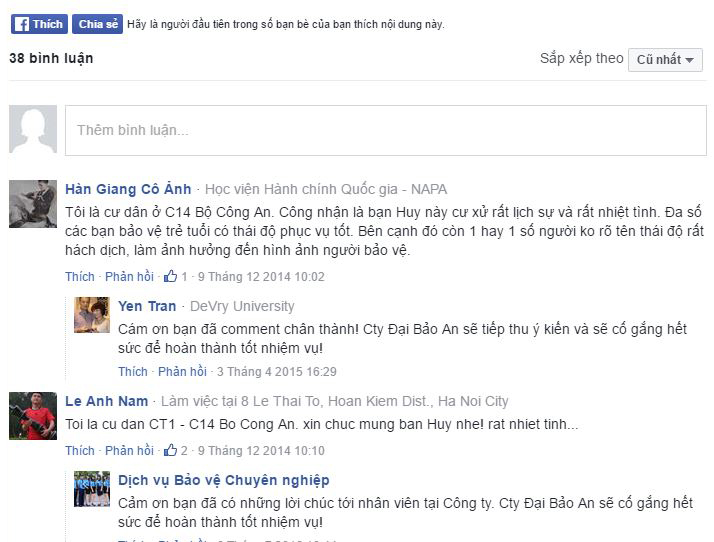 Thích Chia sẻ Hãy là người đầu tiên trong số bạn bè của bạn thích nội dung này.
38 bình luận Sắp xếp theo Cũ nhất
Thêm bình luận...
Hàn Giang Cô Ảnh · Học viện Hành chính Quốc gia - NAPA
Tôi là cư dân ở C14 Bộ Công An. Công nhận là bạn Huy này cư xử rất lịch sự và rất nhiệt tình. Đa số
các bạn bảo vệ trẻ tuổi có thái độ phục vụ tốt. Bên cạnh đó còn 1 hay 1 số người ko rõ tên thái độ rất
hách dịch, làm ảnh hưởng đến hình ảnh người bảo vệ.
Thích · Phản hồi · 1 · 9 Tháng 12 2014 10:02
Yen Tran · DeVry University
Cám ơn bạn đã comment chân thành! Cty Đại Bảo An sẽ tiếp thu ý kiến và sẽ cố gắng hết
sức để hoàn thành tốt nhiệm vụ!
Thích · Phản hồi · 3 Tháng 4 2015 16:29
Le Anh Nam · Làm việc tại 8 Le Thai To, Hoan Kiem Dist., Ha Noi City
Toi la cu dan CT1 - C14 Bo Cong An. xin chuc mung ban Huy nhe! rat nhiet tinh...
Thích · Phản hồi · 2 · 9 Tháng 12 2014 10:10
Dịch vụ Bảo vệ Chuyên nghiệp
Cảm ơn bạn đã có những lời chúc tới nhân viên tại Công ty. Cty Đại Bảo An sẽ cố gắng hết
sức để hoàn thành tốt nhiệm vụ!